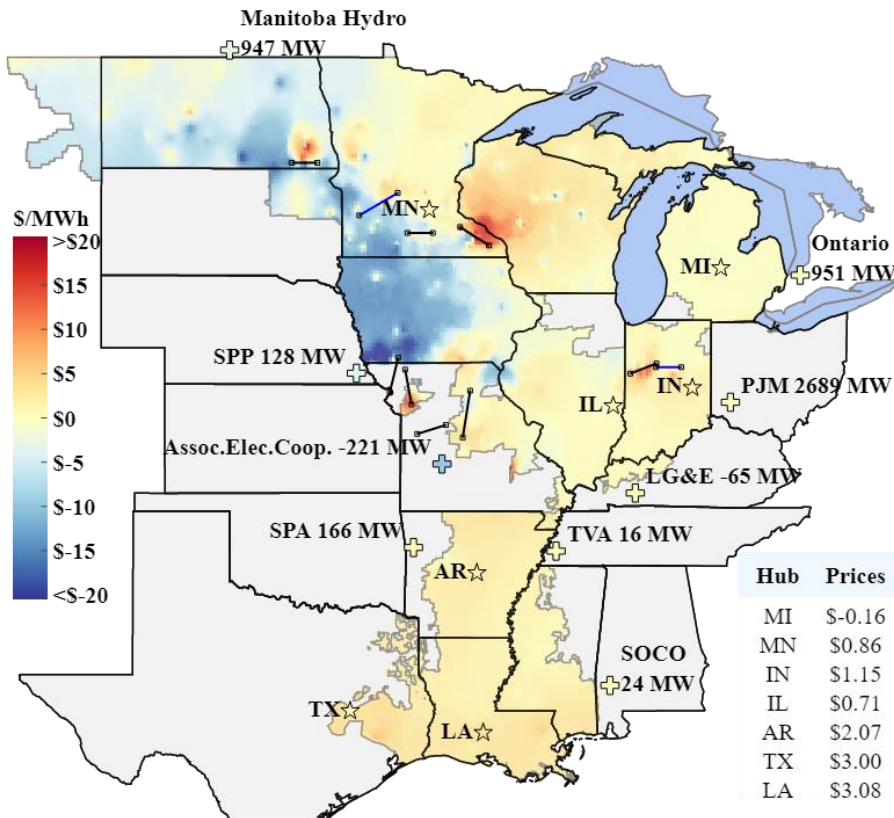 Manitoba Hydro
947 MW
$/MWh
>$20
$15
$10
$5
$0
$-5
$-10
$-15
<$-20
MN
MI
Ontario
951 MW
SPP 128 MW
IL
IN
PJM 2689 MW
Assoc.Elec.Coop. -221 MW
LG&E -65 MW
SPA 166 MW
TVA 16 MW
AR
SOCO
24 MW
TX
LA
Hub Prices
MI $-0.16
MN $0.86
IN $1.15
IL $0.71
AR $2.07
TX $3.00
LA $3.08